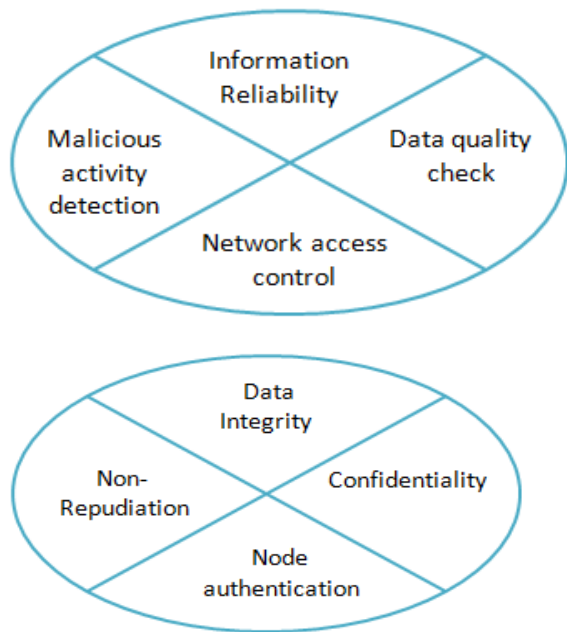 Information
Reliability
Malicious
activity
detection
Data quality
check
Network access
control
Data
Integrity
Non-
Repudiation
Confidentiality
Node
authentication